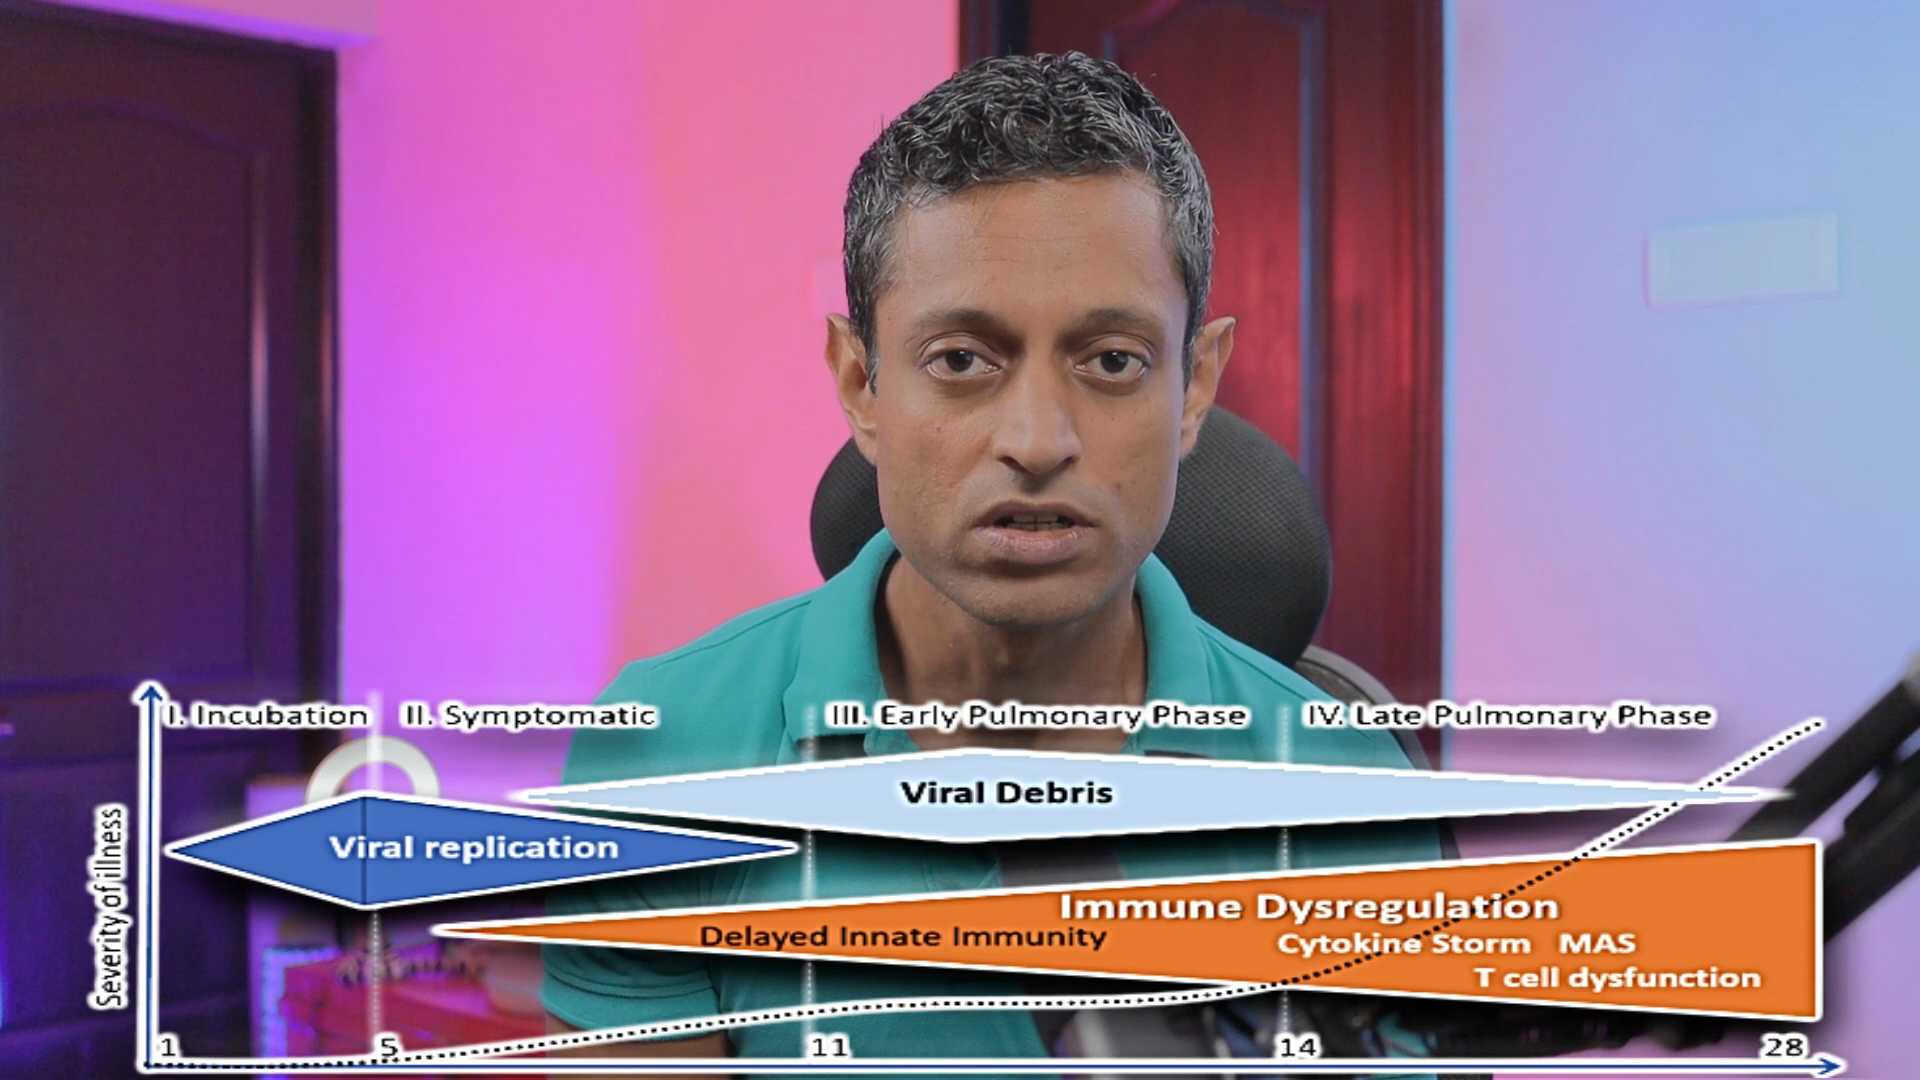 I. Incubation
II. Symptomatic
III. Early Pulmonary Phase
IV. Late Pulmonary Phase
Viral Debris
Viral replication
Severity of illness
Immune Dysregulation
Delayed Innate Immunity
Cytokine Storm MAS
T cell dysfunction
1
5
11
14
28